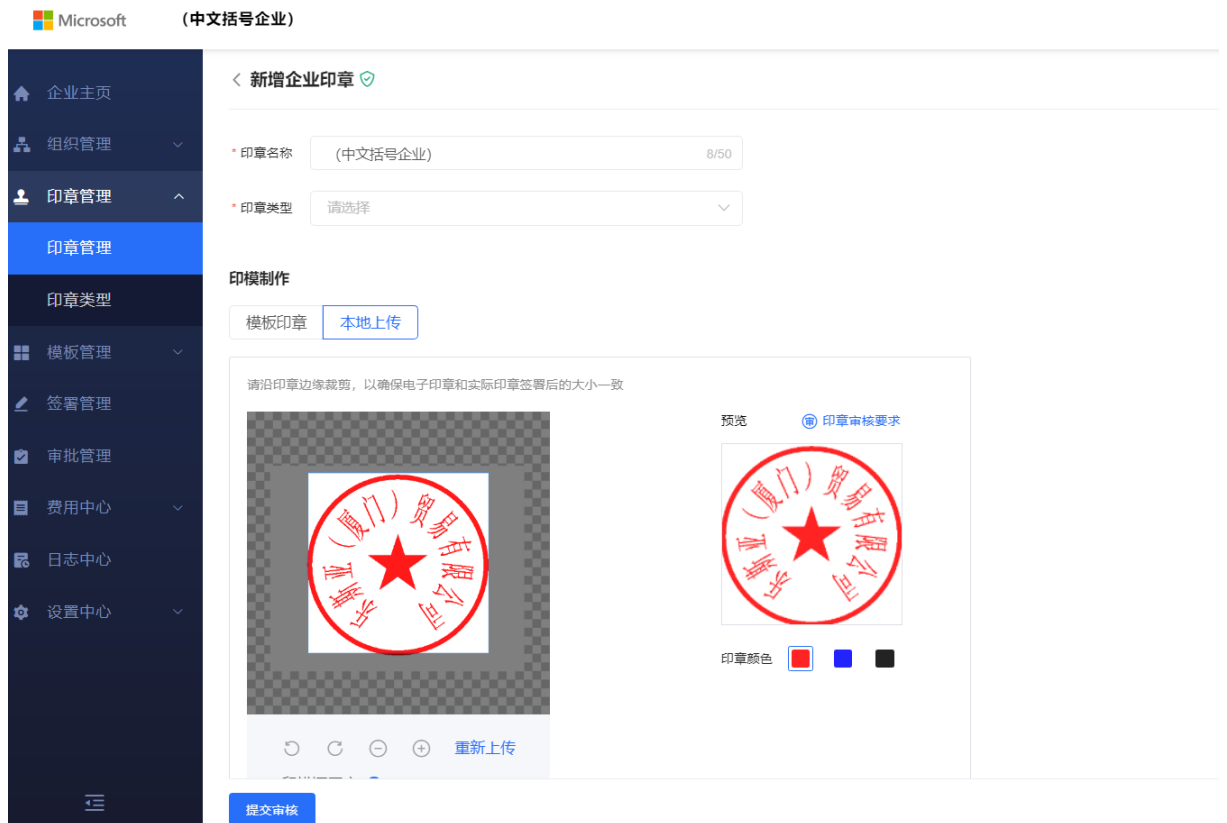 Microsoft
（中文括号企业）
企业主页
组织管理
印章管理
印章管理
印章类型
模板管理
签署管理
审批管理
费用中心
日志中心
设置中心
新增企业印章
* 印章名称
（中文括号企业）
8/50
* 印章类型
请选择
印模制作
模板印章
本地上传
请沿印章边缘裁剪，以确保电子印章和实际印章签署后的大小一致
乐斯亚（厦门）贸易有限公司
重新上传
预览
审 印章审核要求
乐斯亚（厦门）贸易有限公司
印章颜色
提交审核